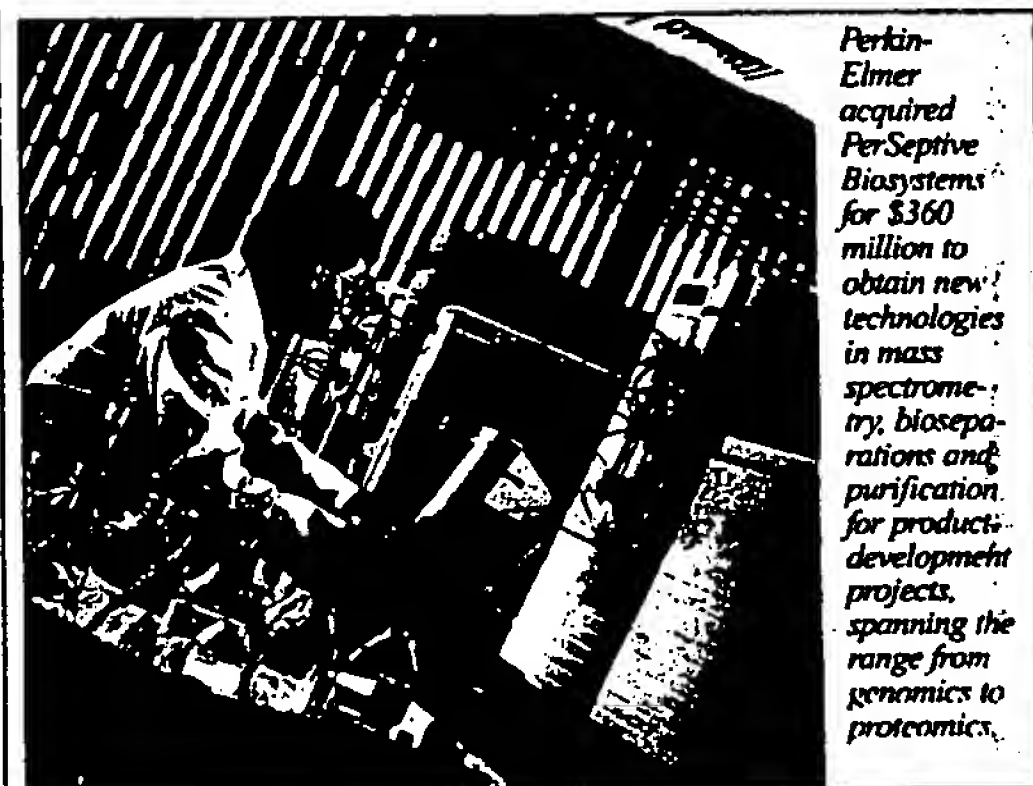 Perkin-
Elmer
acquired
PerSeptive
Biosystems
for $360
million to
obtain new
technologies
in mass
spectrome-
try, biosepa-
rations and
purification
for product
development
projects,
spanning the
range from
genomics to
proteomics.